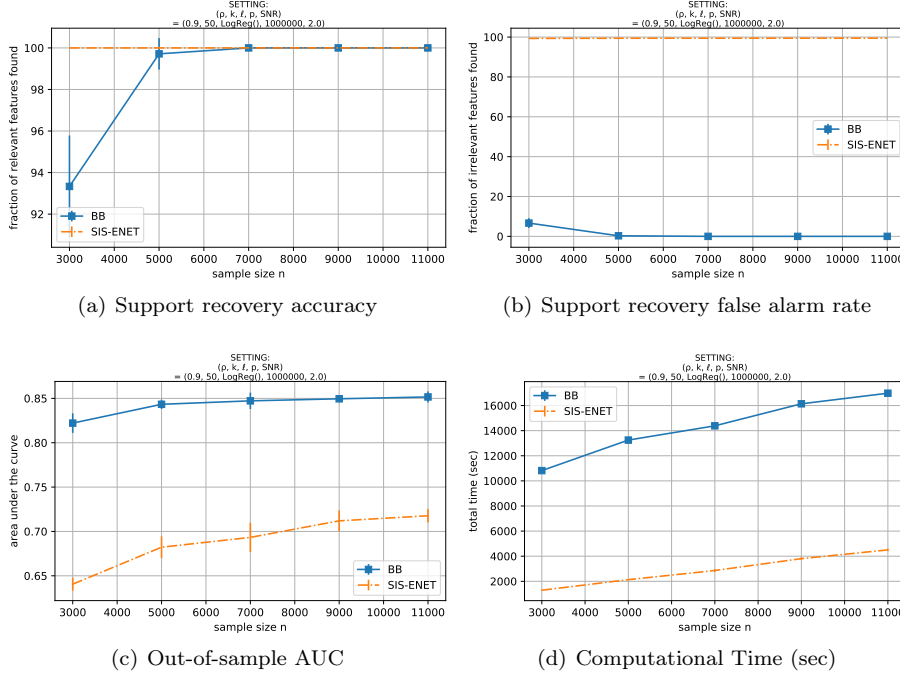 SETTING:
(ρ, k, ℓ, p, SNR)
= (0.9, 50, LogReg(), 1000000, 2.0)
fraction of relevant features found
100
98
96
94
92
BB
SIS-ENET
3000 4000 5000 6000 7000 8000 9000 10000 11000
sample size n
(a) Support recovery accuracy
SETTING:
(ρ, k, ℓ, p, SNR)
= (0.9, 50, LogReg(), 1000000, 2.0)
fraction of irrelevant features found
100
80
60
40
20
0
BB
SIS-ENET
3000 4000 5000 6000 7000 8000 9000 10000 11000
sample size n
(b) Support recovery false alarm rate
SETTING:
(ρ, k, ℓ, p, SNR)
= (0.9, 50, LogReg(), 1000000, 2.0)
area under the curve
0.85
0.80
0.75
0.70
0.65
BB
SIS-ENET
3000 4000 5000 6000 7000 8000 9000 10000 11000
sample size n
(c) Out-of-sample AUC
SETTING:
(ρ, k, ℓ, p, SNR)
= (0.9, 50, LogReg(), 1000000, 2.0)
total time (sec)
16000
14000
12000
10000
8000
6000
4000
2000
BB
SIS-ENET
3000 4000 5000 6000 7000 8000 9000 10000 11000
sample size n
(d) Computational Time (sec)